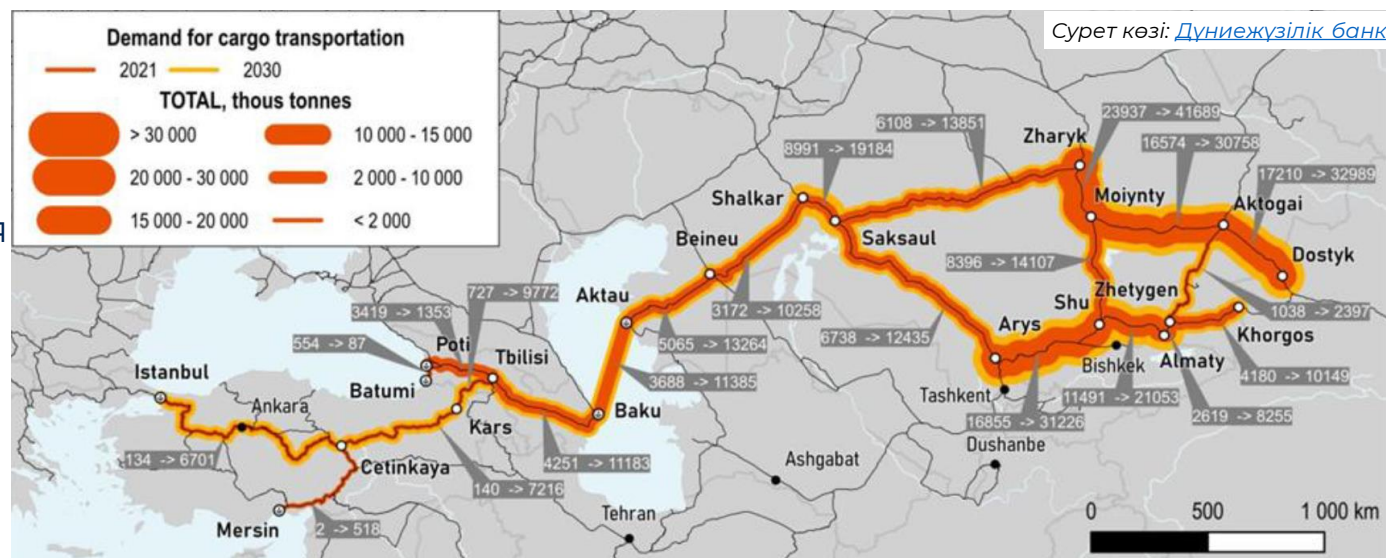 Сурет көзі: Дүниежүзілік банк
Demand for cargo transportation
2021
2030
TOTAL, thous tonnes
> 30 000
10 000 - 15 000
20 000 - 30 000
2 000 - 10 000
15 000 - 20 000
< 2 000
я
23937 -> 41689
6108 -> 13851
Zharyk
16574 -> 30758
8991 -> 19184
17210 -> 32989
Shalkar
Moiynty
Aktogai
Beineu
Saksaul
Dostyk
8396 -> 14107
727 -> 9772
Aktau
Shu
Zhetygen
3419 -> 1353
3172 -> 10258
1038 -> 2397
Poti
Arys
Khorgos
554 -> 87
Tbilisi
5065 -> 13264
6738 -> 12435
Istanbul
Batumi
3688 -> 11385
Bishkek
Almaty
4180 -> 10149
Ankara
Tashkent
11491 -> 21053
Kars
Baku
16855 -> 31226
2619 -> 8255
134 -> 6701
Cetinkaya
4251 -> 11183
Ashgabat
Dushanbe
140 -> 7216
Mersin
2 -> 518
Tehran
0 500 1 000 km